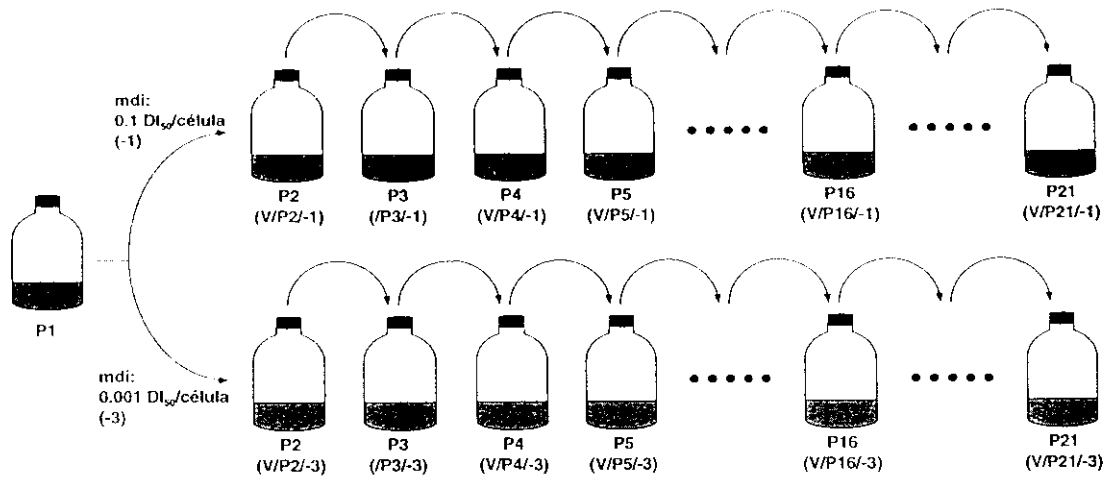 mdi:
0.1 DI₅₀/célula
(-1)
P2
(V/P2/-1)
P3
(/P3/-1)
P4
(V/P4/-1)
P5
(V/P5/-1)
P16
(V/P16/-1)
P21
(V/P21/-1)
P1
mdi:
0.001 DI₅₀/célula
(-3)
P2
(V/P2/-3)
P3
(/P3/-3)
P4
(V/P4/-3)
P5
(V/P5/-3)
P16
(V/P16/-3)
P21
(V/P21/-3)